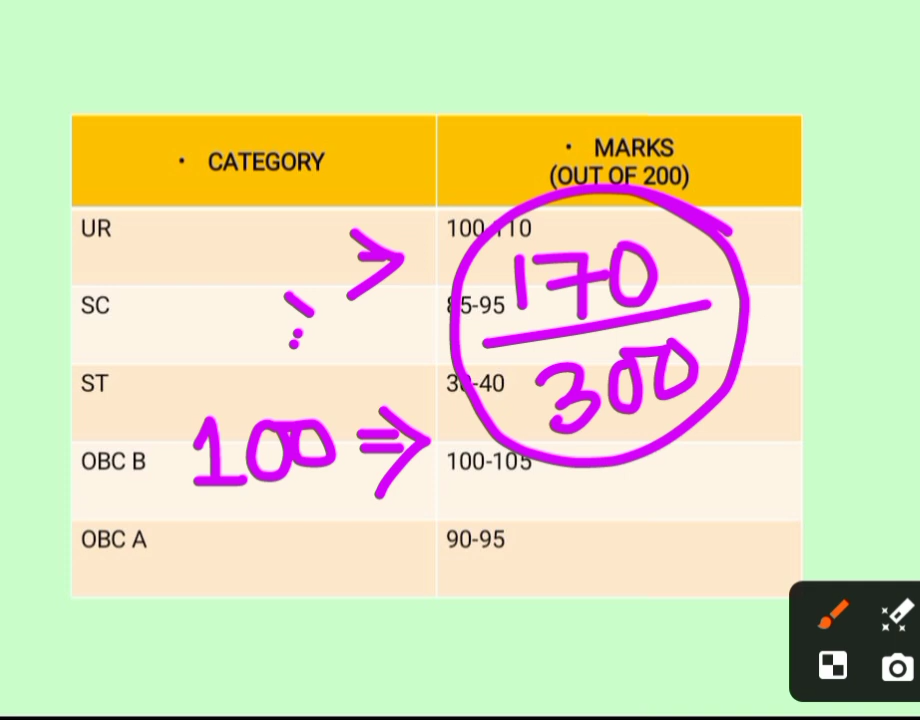 • CATEGORY
• MARKS
(OUT OF 200)
UR
100-110
SC
85-95
ST
30-40
OBC B
100-105
OBC A
90-95
170
300
100 ⇒